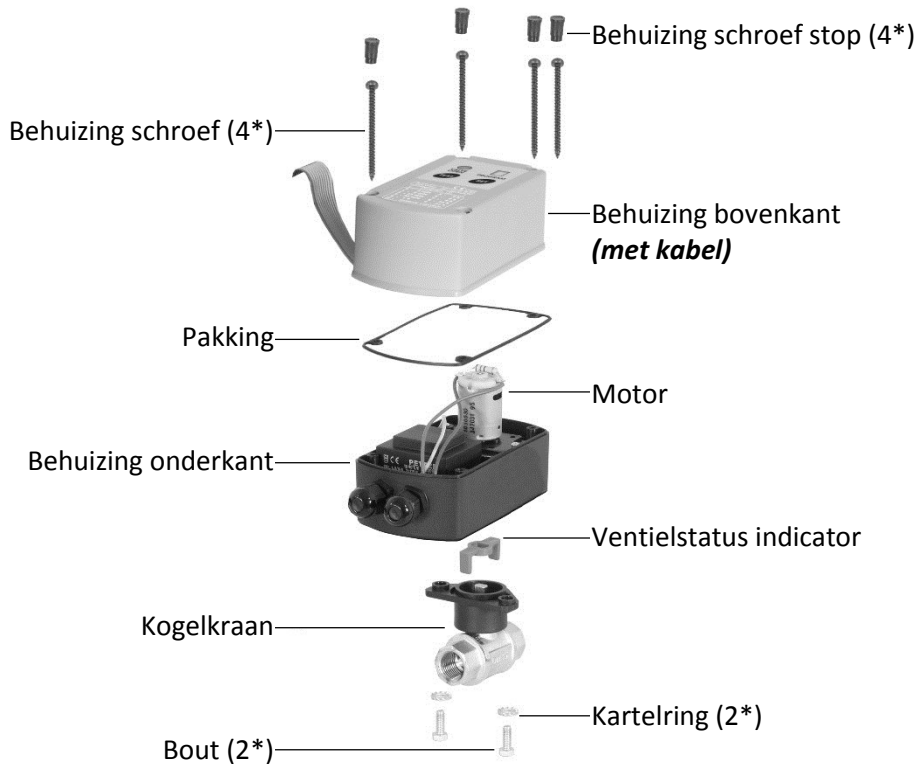 Behuizing schroef stop (4*)
Behuizing schroef (4*)
Behuizing bovenkant
(met kabel)
Pakking
Motor
Behuizing onderkant
Ventielstatus indicator
Kogelkraan
Kartelring (2*)
Bout (2*)